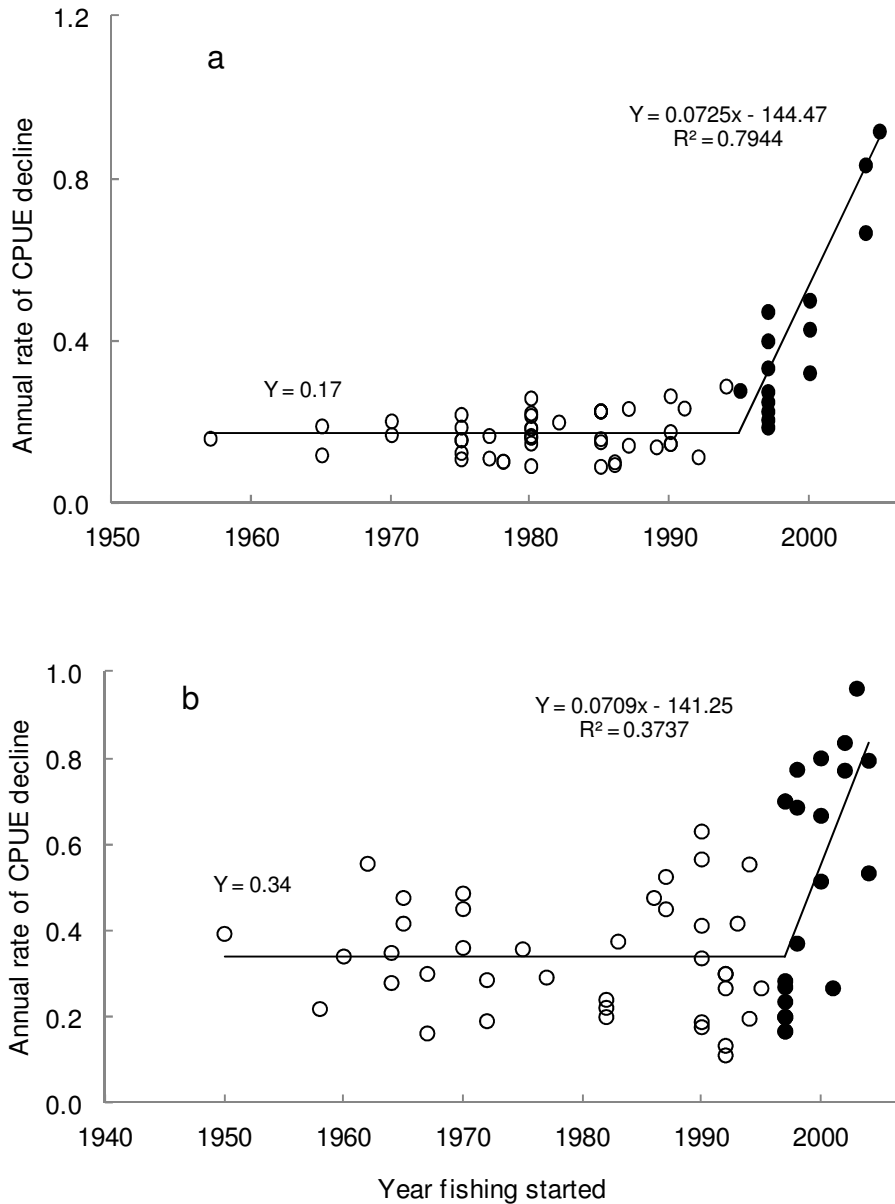 1.2
a
Y = 0.0725x - 144.47
R² = 0.7944
0.8
Annual rate of CPUE decline
0.4
Y = 0.17
0.0
1950 1960 1970 1980 1990 2000
1.0
b
Y = 0.0709x - 141.25
R² = 0.3737
0.8
Annual rate of CPUE decline
0.6
Y = 0.34
0.4
0.2
0.0
1940 1950 1960 1970 1980 1990 2000
Year fishing started